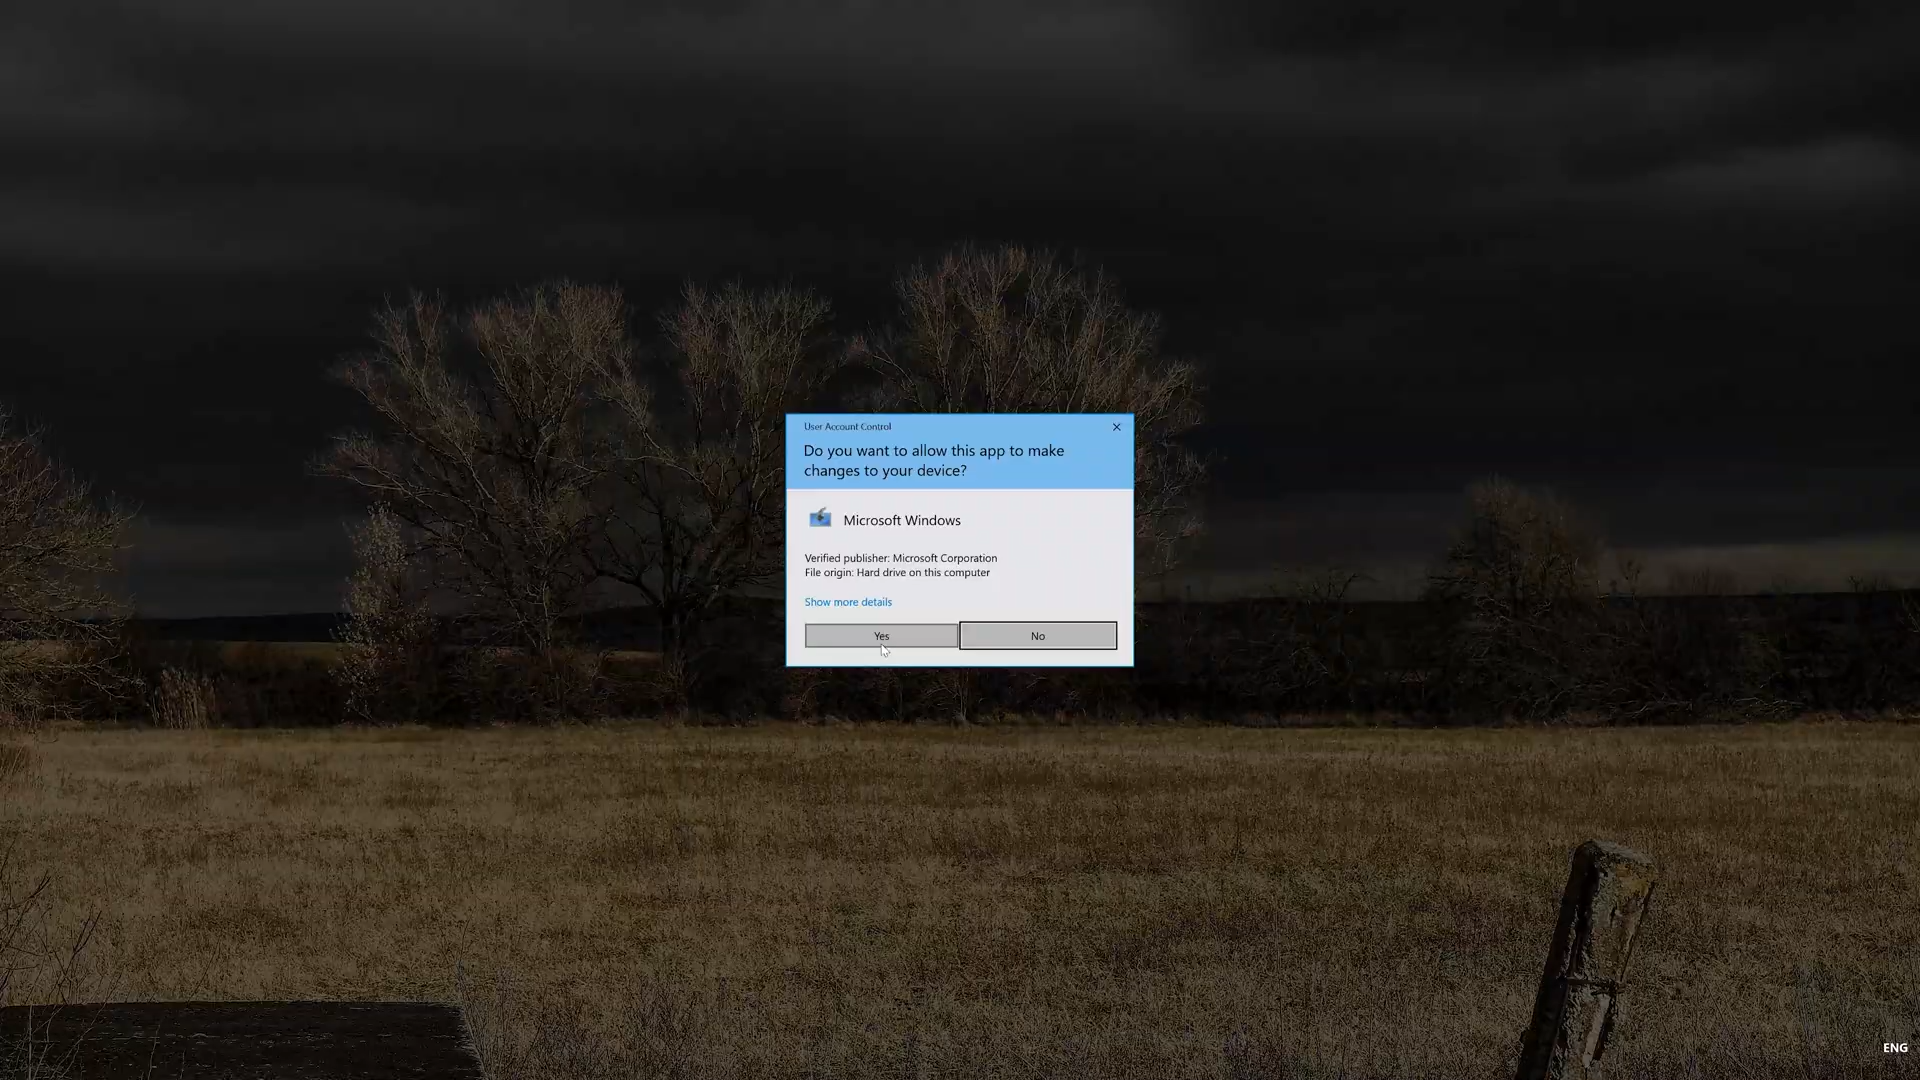 User Account Control
Do you want to allow this app to make
changes to your device?
Microsoft Windows
Verified publisher: Microsoft Corporation
File origin: Hard drive on this computer
Show more details
Yes
No
ENG